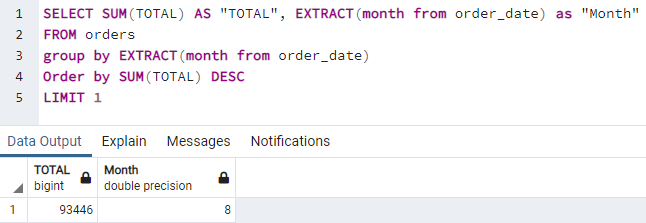 1 SELECT SUM(TOTAL) AS "TOTAL", EXTRACT(month from order_date) as "Month"
2 FROM orders
3 group by EXTRACT(month from order_date)
4 Order by SUM(TOTAL) DESC
5 LIMIT 1
Data Output Explain Messages Notifications
TOTAL Month
bigint double precision
1 93446 8